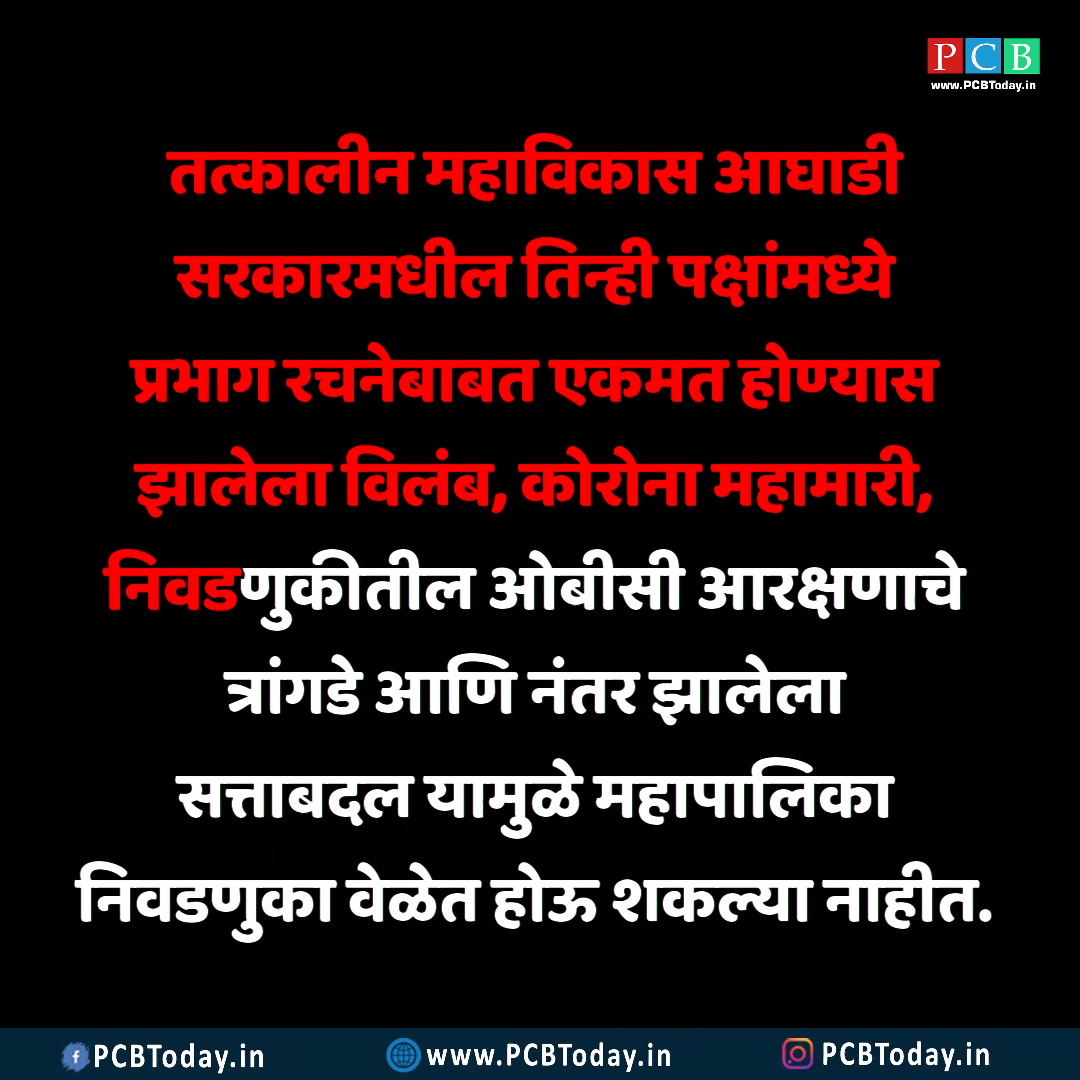 PCB
www.PCBToday.in
तत्कालीन महाविकास आघाडी
सरकारमधील तिन्ही पक्षांमध्ये
प्रभाग रचनेबाबत एकमत होण्यास
झालेला विलंब, कोरोना महामारी,
निवडणुकीतील ओबीसी आरक्षणाचे
त्रांगडे आणि नंतर झालेला
सत्ताबदल यामुळे महापालिका
निवडणुका वेळेत होऊ शकल्या नाहीत.
PCBToday.in www.PCBToday.in PCBToday.in